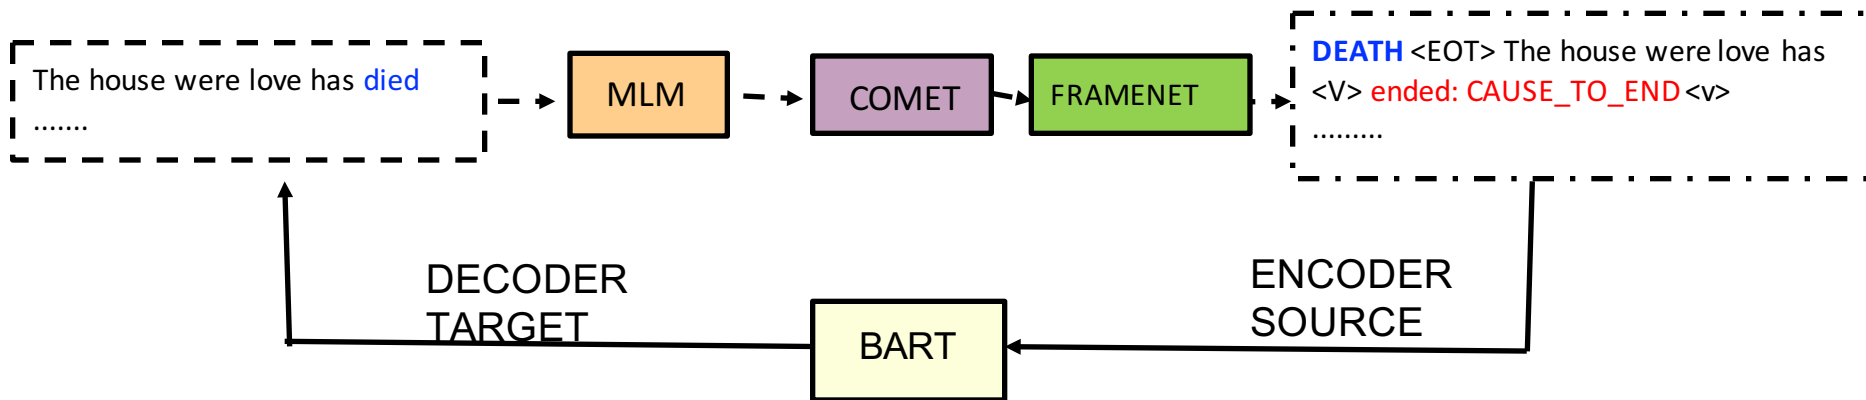 The house were love has died
.......
MLM
COMET
FRAMENET
DEATH <EOT> The house were love has
<V> ended: CAUSE_TO_END <v>
.........
DECODER
TARGET
BART
ENCODER
SOURCE